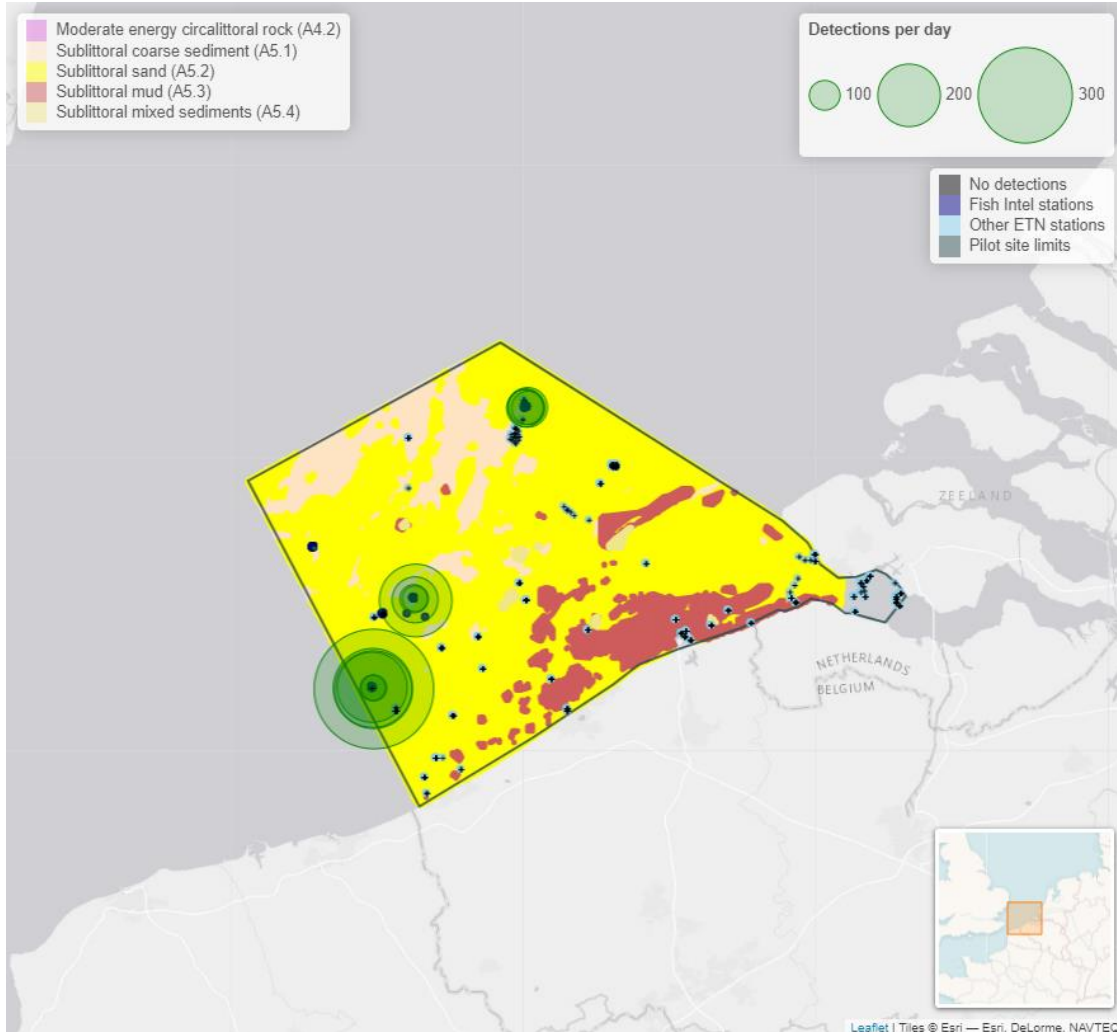 Moderate energy circalittoral rock (A4.2)
Sublittoral coarse sediment (A5.1)
Sublittoral sand (A5.2)
Sublittoral mud (A5.3)
Sublittoral mixed sediments (A5.4)
Detections per day
100 200 300
No detections
Fish Intel stations
Other ETN stations
Pilot site limits
ZEELAND
NETHERLANDS
BELGIUM
Leaflet | Tiles © Esri — Esri, DeLorme, NAVTEQ